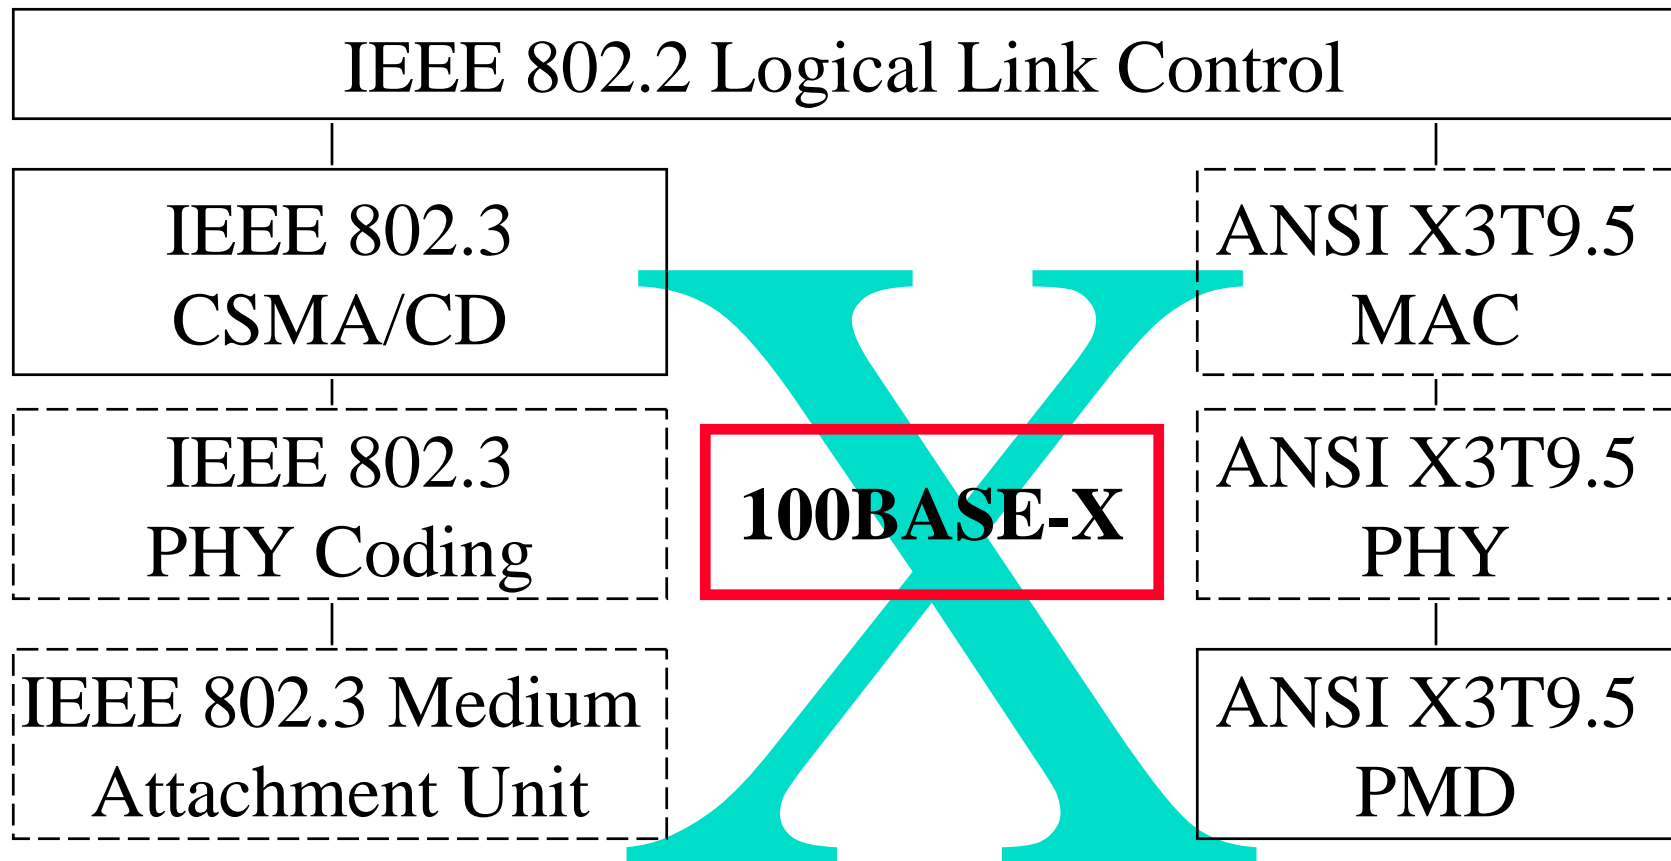 IEEE 802.2 Logical Link Control
IEEE 802.3
CSMA/CD
IEEE 802.3
PHY Coding
IEEE 802.3 Medium
Attachment Unit
X
100BASE-X
ANSI X3T9.5
MAC
ANSI X3T9.5
PHY
ANSI X3T9.5
PMD